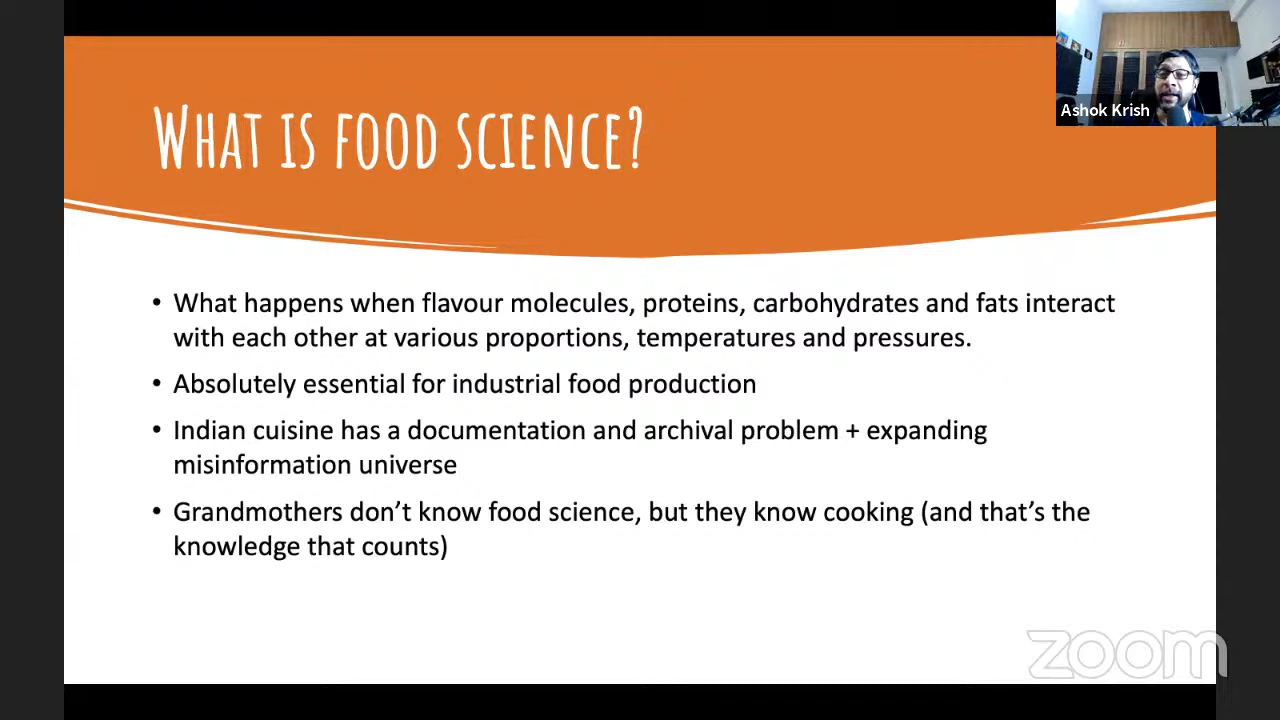 WHAT IS FOOD SCIENCE?
Ashok Krish
• What happens when flavour molecules, proteins, carbohydrates and fats interact
with each other at various proportions, temperatures and pressures.
• Absolutely essential for industrial food production
• Indian cuisine has a documentation and archival problem + expanding
misinformation universe
• Grandmothers don’t know food science, but they know cooking (and that’s the
knowledge that counts)
zoom